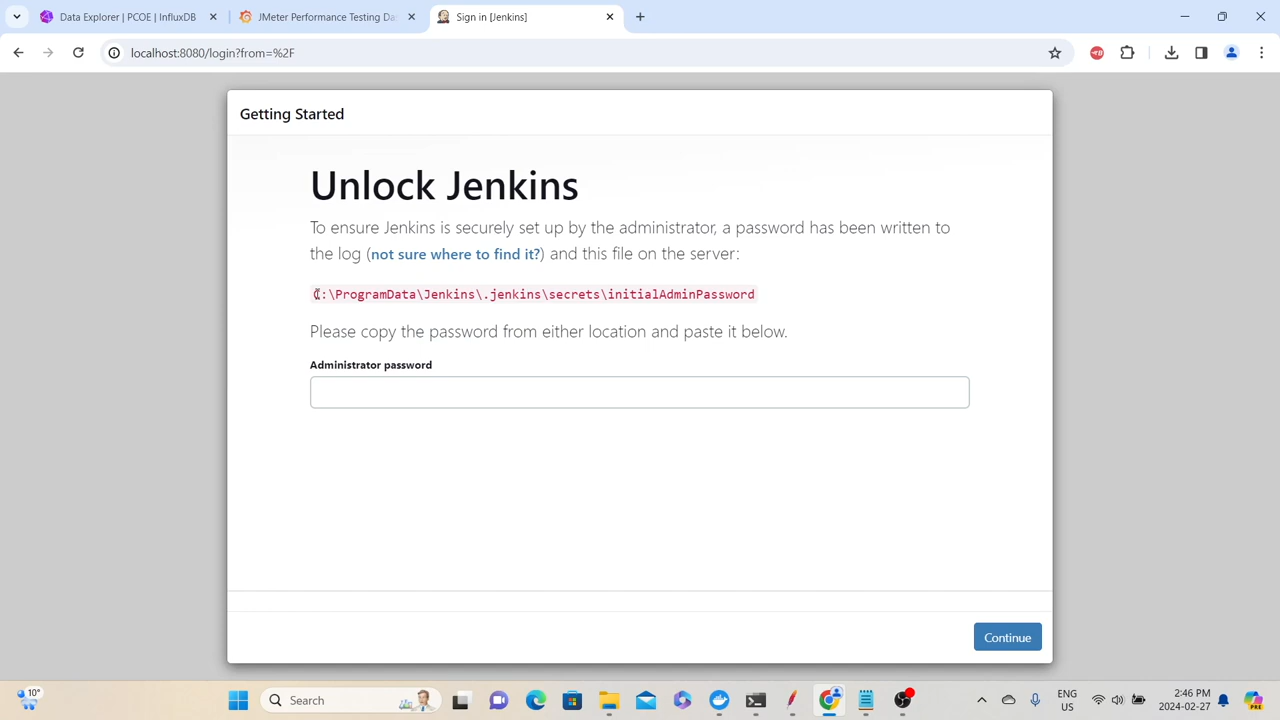 Data Explorer | PCOE | InfluxDB
JMeter Performance Testing Da
Sign in [Jenkins]
localhost:8080/login?from=%2F
Getting Started
Unlock Jenkins
To ensure Jenkins is securely set up by the administrator, a password has been written to
the log (not sure where to find it?) and this file on the server:
C:\ProgramData\Jenkins\.jenkins\secrets\initialAdminPassword
Please copy the password from either location and paste it below.
Administrator password
Continue
10°
Search
ENG
US
2:46 PM
2024-02-27
PRE